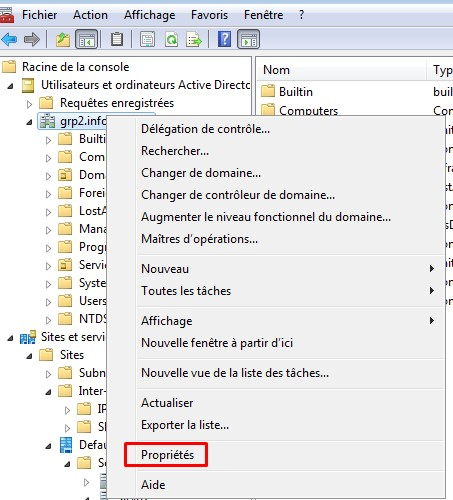 Fichier Action Affichage Favoris Fenêtre ?
Racine de la console
Utilisateurs et ordinateurs Active Directo
Requêtes enregistrées
grp2.info
Builti
Com
Doma
Forei
LostA
Mana
Progr
Servic
Syste
Users
NTDS
Sites et servi
Sites
Subn
Inter-
IP
Defau
Se
Nom Typ
Builtin buil
Computers Con
Délégation de contrôle...
Rechercher...
Changer de domaine...
Changer de contrôleur de domaine...
Augmenter le niveau fonctionnel du domaine...
Maîtres d'opérations...
Nouveau
Toutes les tâches
Affichage
Nouvelle fenêtre à partir d'ici
Nouvelle vue de la liste des tâches...
Actualiser
Exporter la liste...
Propriétés
Aide